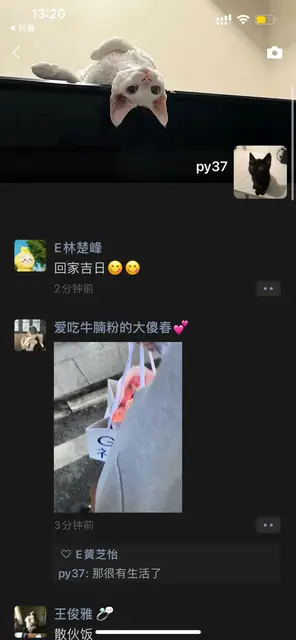 13:20
◀ 抖音
py37
E林楚峰
回家吉日😋😋
2分钟前
爱吃牛腩粉的大傻春💕
G
礻
3分钟前
♡ E黄芝怡
py37: 那很有生活了
王俊雅
散伙饭